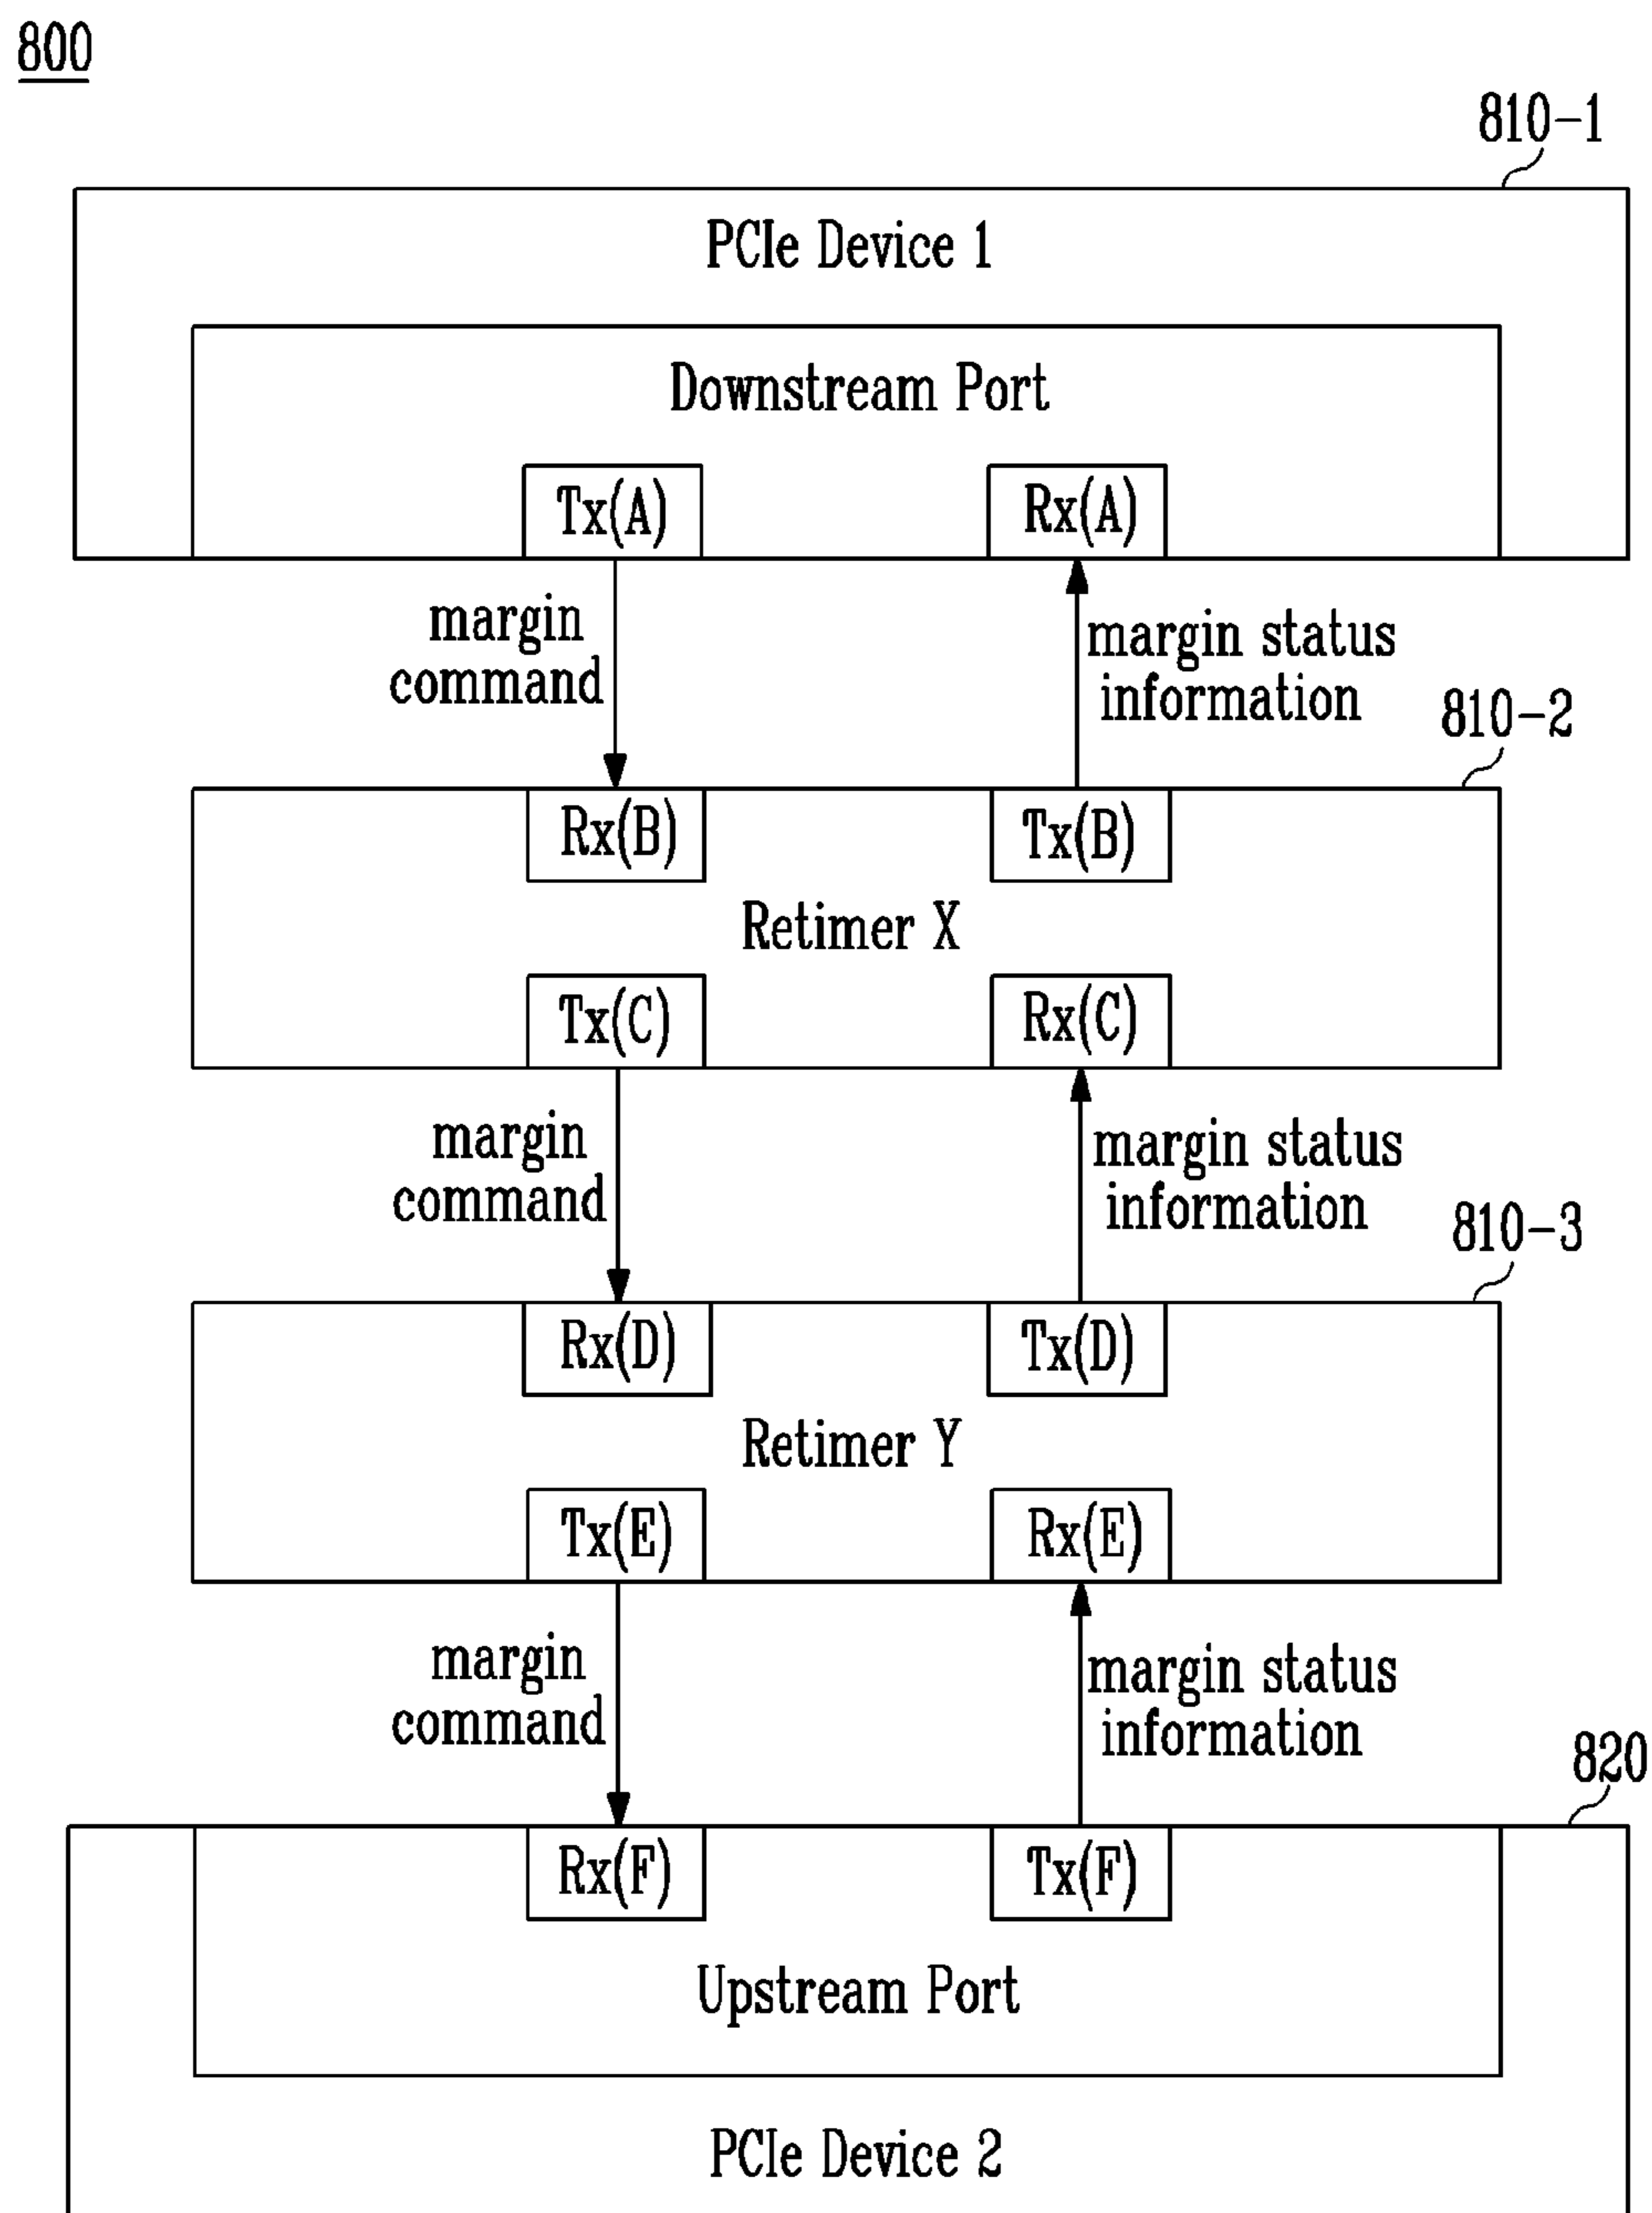 800
810-1
PCIe Device 1
Downstream Port
Tx(A)
Rx(A)
margin
command
margin status
information
810-2
Rx(B)
Tx(B)
Retimer X
Tx(C)
Rx(C)
margin
command
margin status
information
810-3
Rx(D)
Tx(D)
Retimer Y
Tx(E)
Rx(E)
margin
command
margin status
information
820
Rx(F)
Tx(F)
Upstream Port
PCIe Device 2